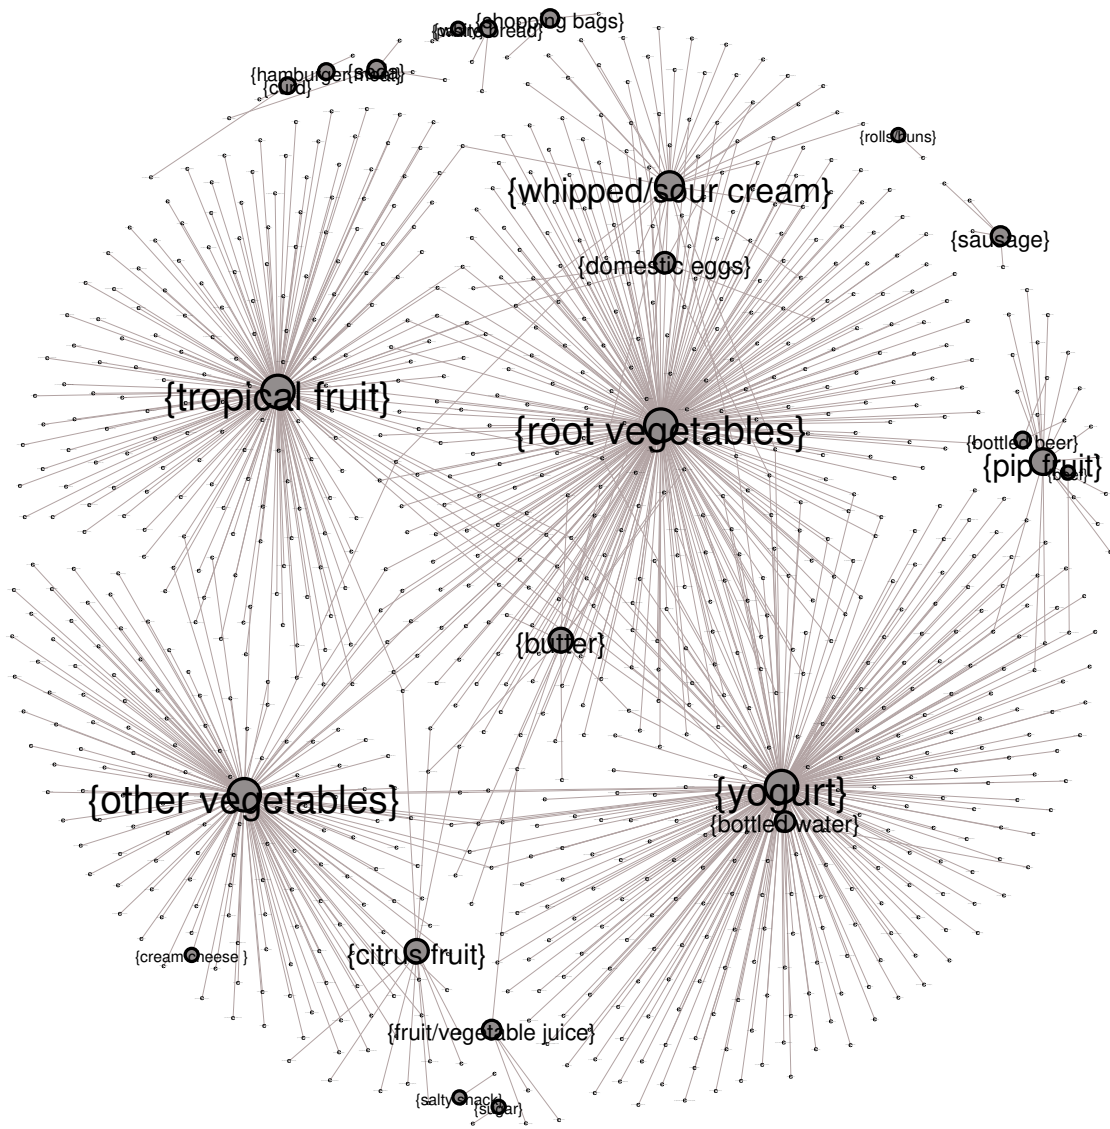 {shopping bags}
{white bread}
{hamburger meat}
{soda}
{curd}
{rolls/buns}
{whipped/sour cream}
{sausage}
{domestic eggs}
{tropical fruit}
{root vegetables}
{bottled beer}
{pip fruit}
{butter}
{other vegetables}
{yogurt}
{bottled water}
{cream cheese }
{citrus fruit}
{fruit/vegetable juice}
{salty snack}
{sugar}